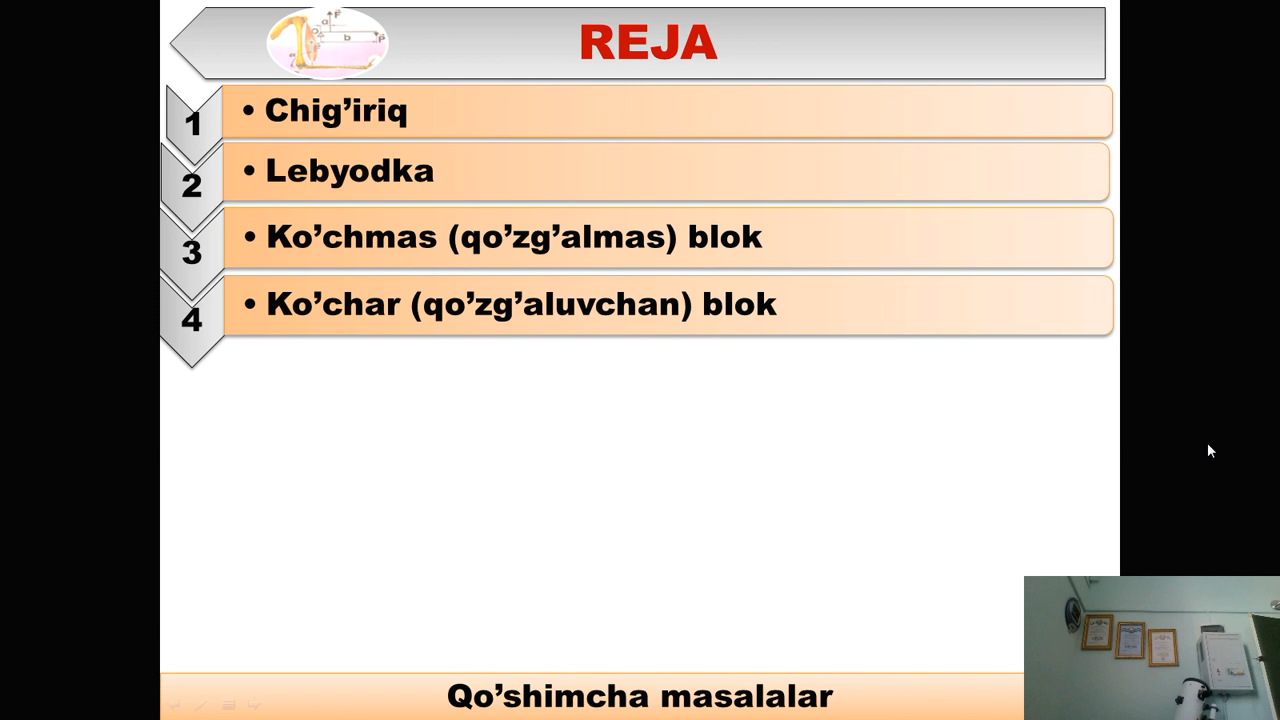 REJA
1
• Chig’iriq
2
• Lebyodka
3
• Ko’chmas (qo’zg’almas) blok
4
• Ko’char (qo’zg’aluvchan) blok
Qo’shimcha masalalar